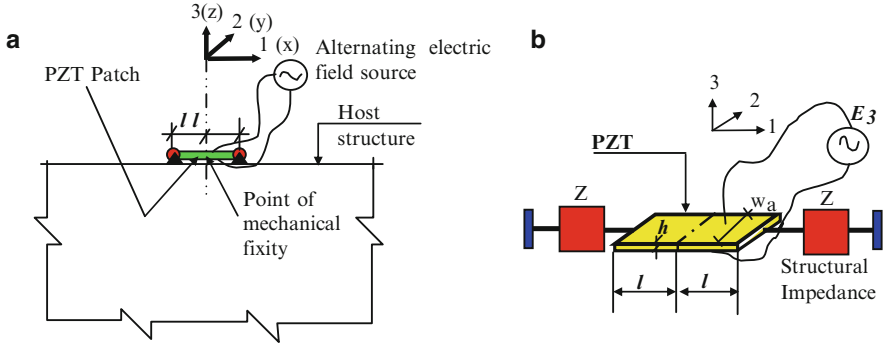 a
3(z)
2 (y)
1 (x)
Alternating electric
field source
PZT Patch
l l
Host
structure
Point of
mechanical
fixity
b
3
2
1
E3
PZT
Z
wa
Z
h
l
l
Structural
Impedance